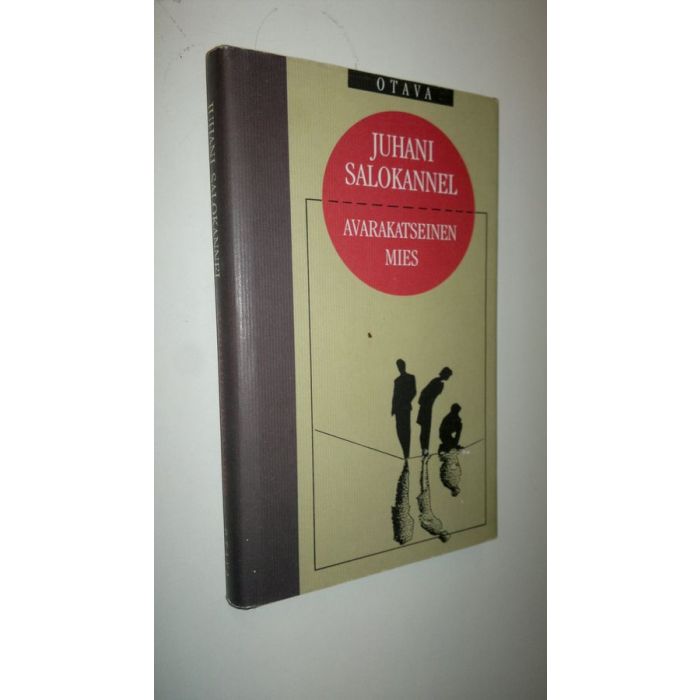 OTAVA
JUHANI
SALOKANNEL
AVARAKATSEINEN
MIES
JUHANI SALOKANNEL